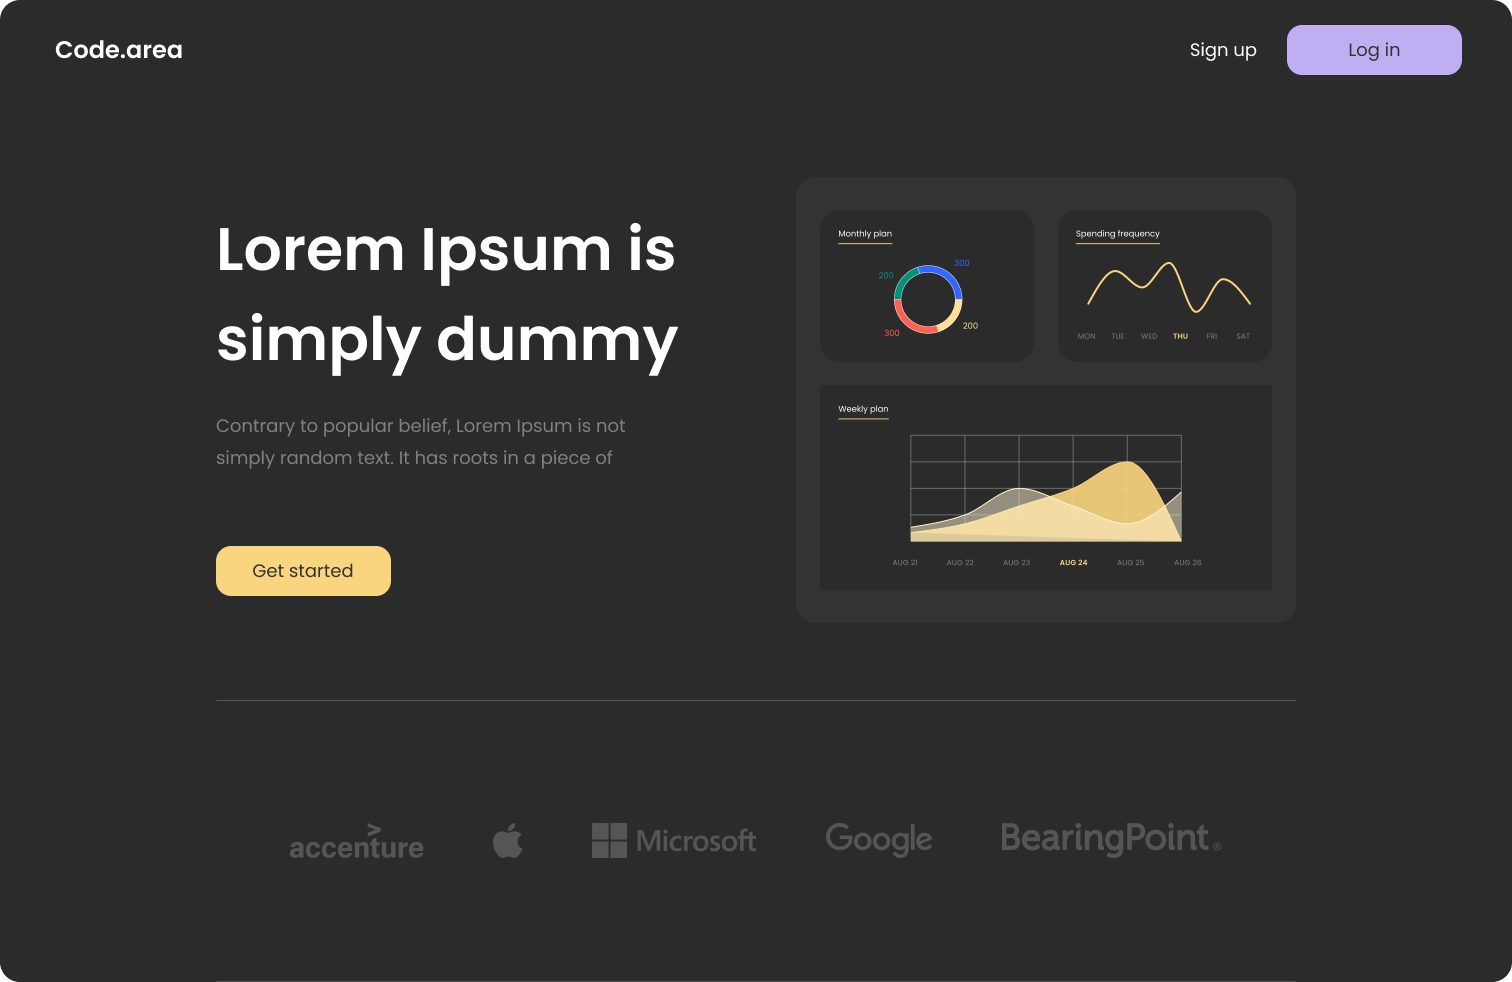 Code.area
Sign up
Log in
Lorem Ipsum is
simply dummy
Contrary to popular belief, Lorem Ipsum is not
simply random text. It has roots in a piece of
Get started
Monthly plan
300
200
200
300
Spending frequency
MON TUE WED THU FRI SAT
Weekly plan
AUG 21 AUG 22 AUG 23 AUG 24 AUG 25 AUG 26
accenture
Microsoft
Google
BearingPoint®